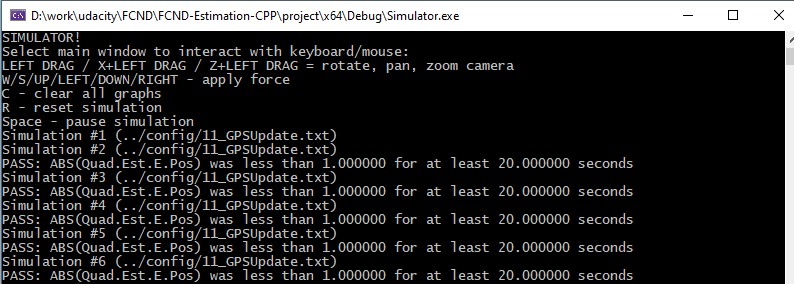 D:\work\udacity\FCND\FCND-Estimation-CPP\project\x64\Debug\Simulator.exe
SIMULATOR!
Select main window to interact with keyboard/mouse:
LEFT DRAG / X+LEFT DRAG / Z+LEFT DRAG = rotate, pan, zoom camera
W/S/UP/LEFT/DOWN/RIGHT - apply force
C - clear all graphs
R - reset simulation
Space - pause simulation
Simulation #1 (../config/11_GPSUpdate.txt)
Simulation #2 (../config/11_GPSUpdate.txt)
PASS: ABS(Quad.Est.E.Pos) was less than 1.000000 for at least 20.000000 seconds
Simulation #3 (../config/11_GPSUpdate.txt)
PASS: ABS(Quad.Est.E.Pos) was less than 1.000000 for at least 20.000000 seconds
Simulation #4 (../config/11_GPSUpdate.txt)
PASS: ABS(Quad.Est.E.Pos) was less than 1.000000 for at least 20.000000 seconds
Simulation #5 (../config/11_GPSUpdate.txt)
PASS: ABS(Quad.Est.E.Pos) was less than 1.000000 for at least 20.000000 seconds
Simulation #6 (../config/11_GPSUpdate.txt)
PASS: ABS(Quad.Est.E.Pos) was less than 1.000000 for at least 20.000000 seconds